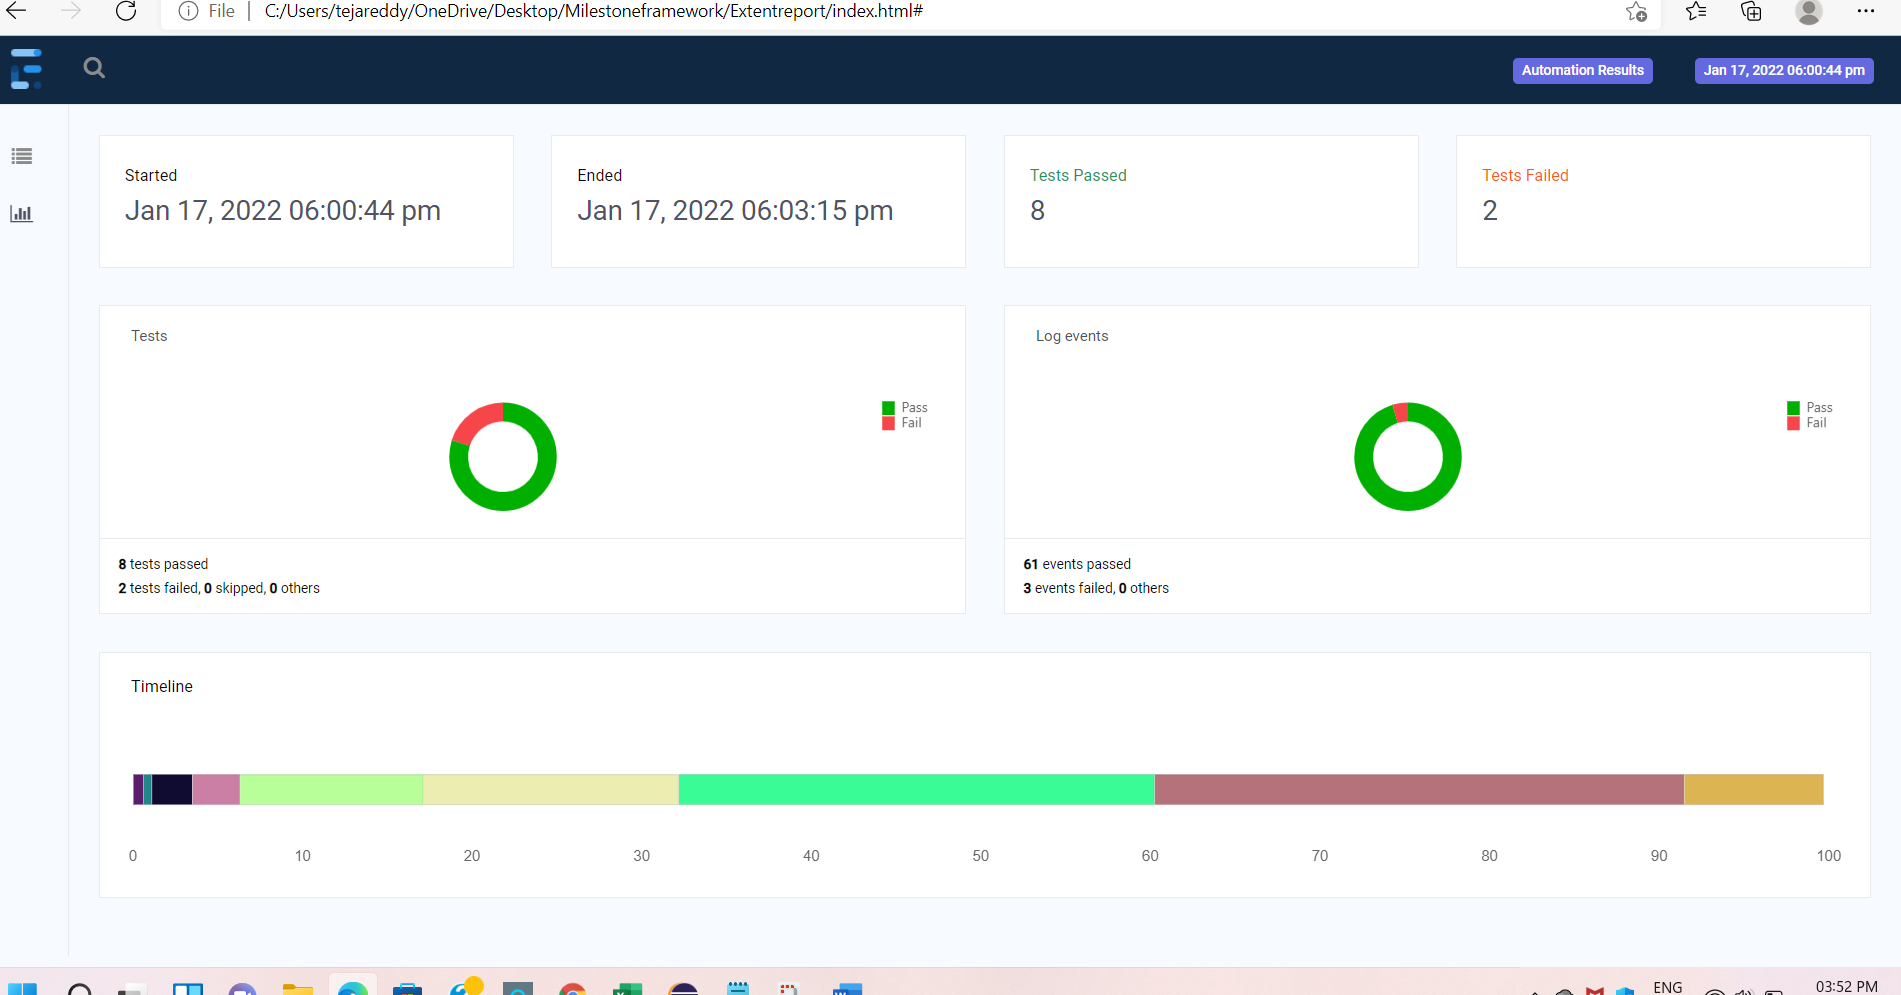 File
C:/Users/tejareddy/OneDrive/Desktop/Milestoneframework/Extentreport/index.html#
Automation Results
Jan 17, 2022 06:00:44 pm
Started
Jan 17, 2022 06:00:44 pm
Ended
Jan 17, 2022 06:03:15 pm
Tests Passed
8
Tests Failed
2
Tests
Pass
Fail
8 tests passed
2 tests failed, 0 skipped, 0 others
Log events
Pass
Fail
61 events passed
3 events failed, 0 others
Timeline
0 10 20 30 40 50 60 70 80 90 100
ENG
03:52 PM